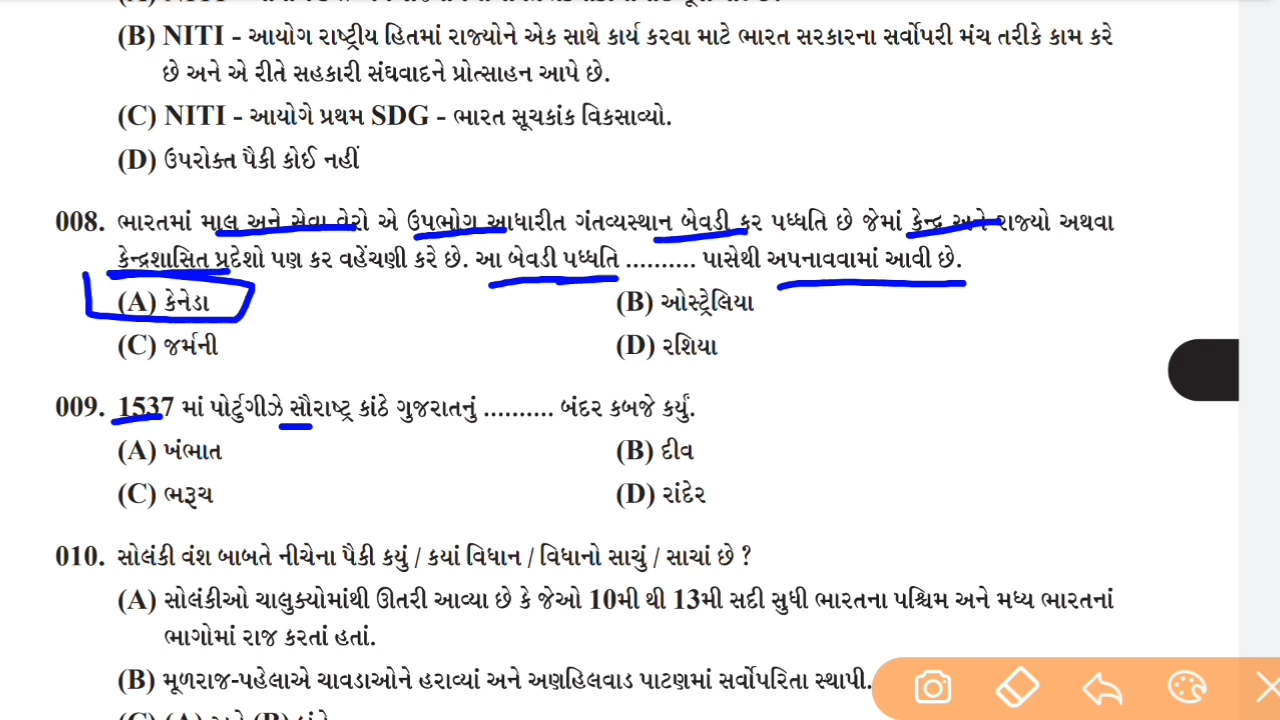 (B) NITI - આયોગ રાષ્ટ્રીય હિતમાં રાજ્યોને એક સાથે કાર્ય કરવા માટે ભારત સરકારના સર્વોપરી મંચ તરીકે કામ કરે
છે અને એ રીતે સહકારી સંઘવાદને પ્રોત્સાહન આપે છે.
(C) NITI - આયોગે પ્રથમ SDG - ભારત સૂચકાંક વિકસાવ્યો.
(D) ઉપરોક્ત પૈકી કોઈ નહીં
008. ભારતમાં માલ અને સેવા વેરો એ ઉપભોગ આધારીત ગંતવ્યસ્થાન બેવડી કર પધ્ધતિ છે જેમાં કેન્દ્ર અને રાજ્યો અથવા
કેન્દ્રશાસિત પ્રદેશો પણ કર વહેંચણી કરે છે. આ બેવડી પધ્ધતિ .......... પાસેથી અપનાવવામાં આવી છે.
(A) કેનેડા (B) ઓસ્ટ્રેલિયા
(C) જર્મની (D) રશિયા
009. 1537 માં પોર્ટુગીઝે સૌરાષ્ટ્ર કાંઠે ગુજરાતનું .......... બંદર કબજે કર્યું.
(A) ખંભાત (B) દીવ
(C) ભરૂચ (D) રાંદેર
010. સોલંકી વંશ બાબતે નીચેના પૈકી કયું / કયાં વિધાન / વિધાનો સાચું / સાચાં છે ?
(A) સોલંકીઓ ચાલુક્યોમાંથી ઊતરી આવ્યા છે કે જેઓ 10મી થી 13મી સદી સુધી ભારતના પશ્ચિમ અને મધ્ય ભારતનાં
ભાગોમાં રાજ કરતાં હતાં.
(B) મૂળરાજ-પહેલાએ ચાવડાઓને હરાવ્યાં અને અણહિલવાડ પાટણમાં સર્વોપરિતા સ્થાપી.